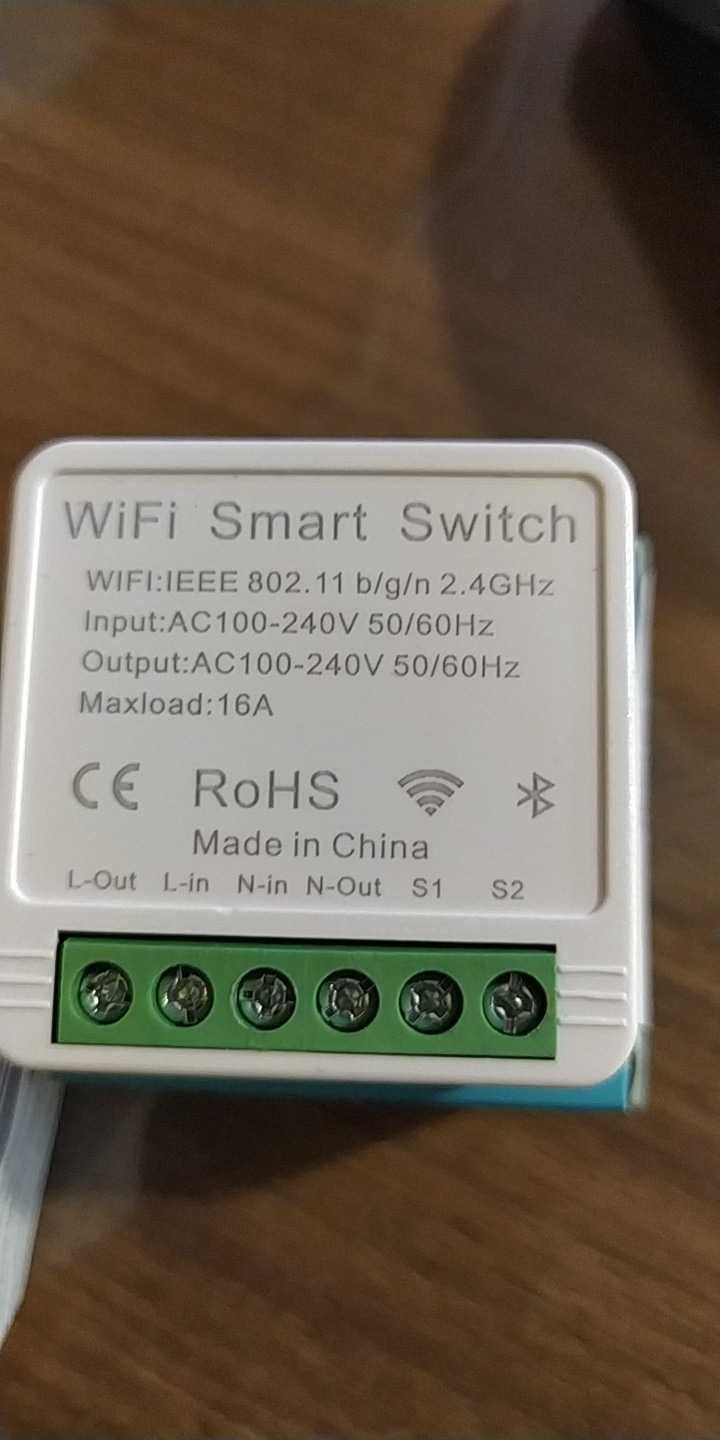 WiFi Smart Switch
WIFI:IEEE 802.11 b/g/n 2.4GHz
Input:AC100-240V 50/60Hz
Output:AC100-240V 50/60Hz
Maxload:16A
CE RoHS
Made in China
L-Out L-in N-in N-Out S1 S2